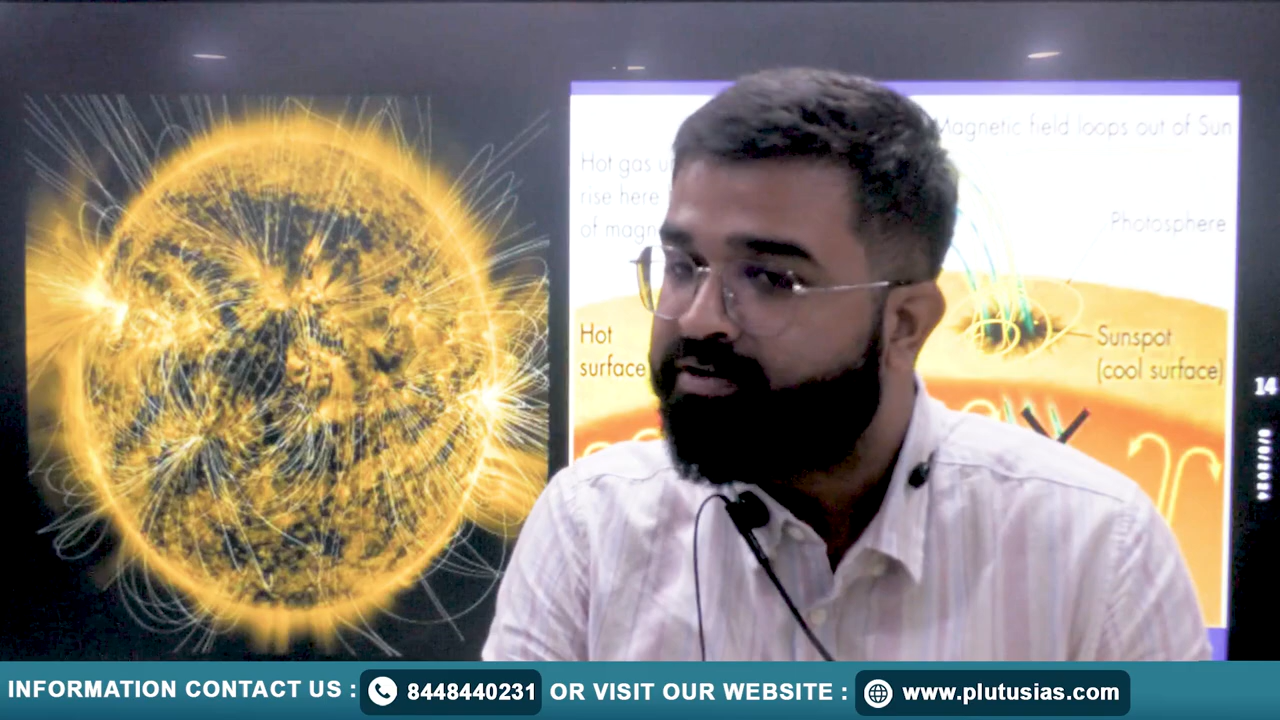 Magnetic field loops out of Sun
Hot gas
rise here
of
Photosphere
Hot
surface
Sunspot
(cool surface)
14
INFORMATION CONTACT US : 8448440231 OR VISIT OUR WEBSITE : www.plutusias.com